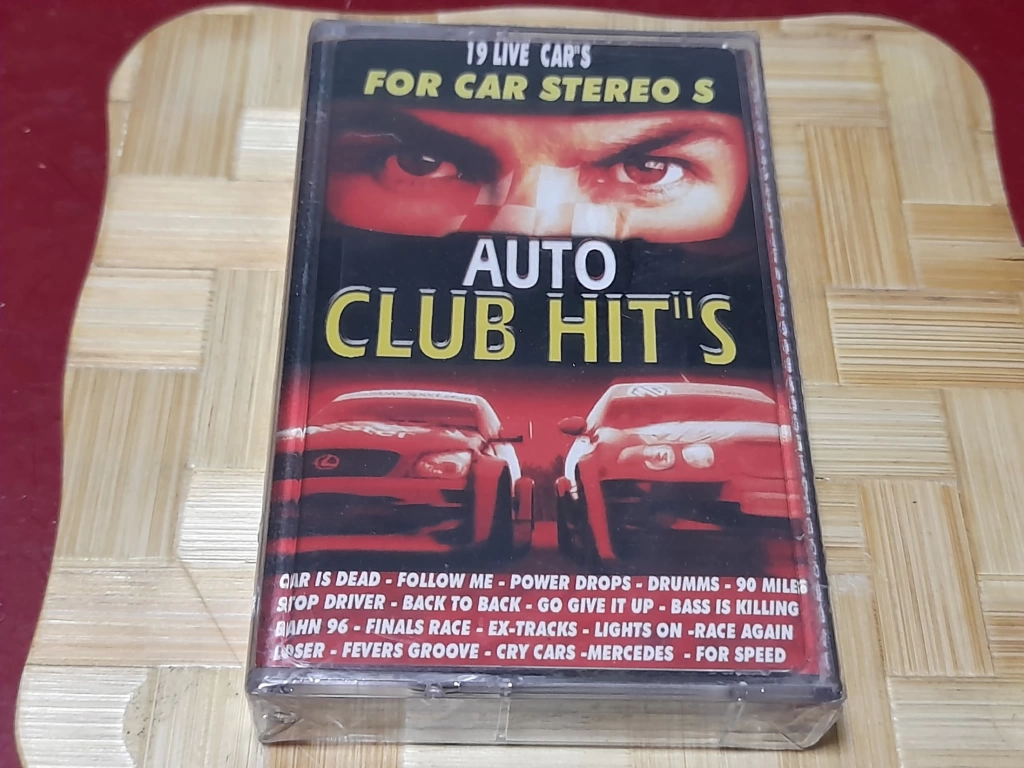 19 LIVE CAR"S
FOR CAR STEREO S
AUTO
CLUB HIT"S
CAR IS DEAD - FOLLOW ME - POWER DROPS - DRUMMS - 90 MILES
STOP DRIVER - BACK TO BACK - GO GIVE IT UP - BASS IS KILLING
BAHN 96 - FINALS RACE - EX-TRACKS - LIGHTS ON -RACE AGAIN
LOSER - FEVERS GROOVE - CRY CARS -MERCEDES - FOR SPEED